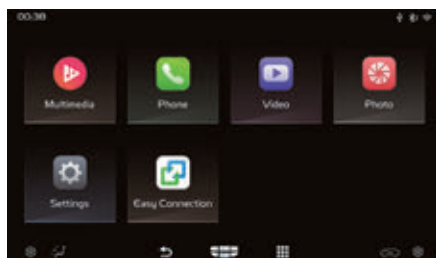 00:38
Multimedia
Phone
Video
Photo
Settings
Easy Connection